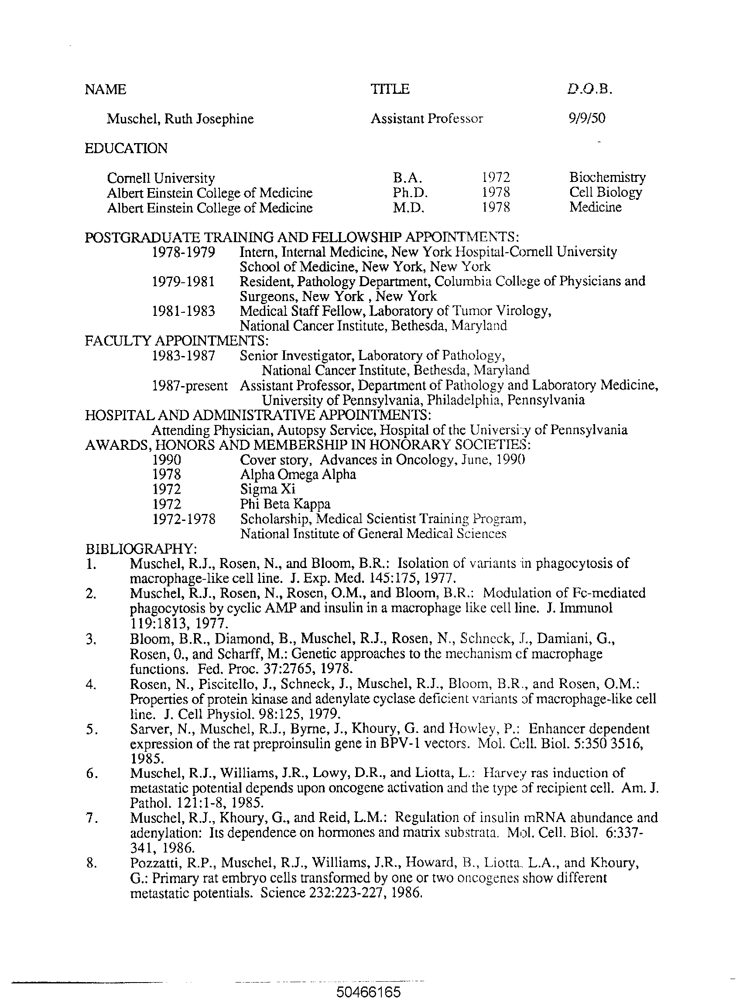 NAME TITLE D.O.B.
Muschel, Ruth Josephine Assistant Professor 9/9/50
EDUCATION
Cornell University B.A. 1972 Biochemistry
Albert Einstein College of Medicine Ph.D. 1978 Cell Biology
Albert Einstein College of Medicine M.D. 1978 Medicine
POSTGRADUATE TRAINING AND FELLOWSHIP APPOINTMENTS:
1978-1979 Intern, Internal Medicine, New York Hospital-Cornell University
School of Medicine, New York, New York
1979-1981 Resident, Pathology Department, Columbia College of Physicians and
Surgeons, New York , New York
1981-1983 Medical Staff Fellow, Laboratory of Tumor Virology,
National Cancer Institute, Bethesda, Maryland
FACULTY APPOINTMENTS:
1983-1987 Senior Investigator, Laboratory of Pathology,
National Cancer Institute, Bethesda, Maryland
1987-present Assistant Professor, Department of Pathology and Laboratory Medicine,
University of Pennsylvania, Philadelphia, Pennsylvania
HOSPITAL AND ADMINISTRATIVE APPOINTMENTS:
Attending Physician, Autopsy Service, Hospital of the University of Pennsylvania
AWARDS, HONORS AND MEMBERSHIP IN HONORARY SOCIETIES:
1990 Cover story, Advances in Oncology, June, 1990
1978 Alpha Omega Alpha
1972 Sigma Xi
1972 Phi Beta Kappa
1972-1978 Scholarship, Medical Scientist Training Program,
National Institute of General Medical Sciences
BIBLIOGRAPHY:
1. Muschel, R.J., Rosen, N., and Bloom, B.R.: Isolation of variants in phagocytosis of
macrophage-like cell line. J. Exp. Med. 145:175, 1977.
2. Muschel, R.J., Rosen, N., Rosen, O.M., and Bloom, B.R.: Modulation of Fc-mediated
phagocytosis by cyclic AMP and insulin in a macrophage like cell line. J. Immunol
119:1813, 1977.
3. Bloom, B.R., Diamond, B., Muschel, R.J., Rosen, N., Schneck, J., Damiani, G.,
Rosen, 0., and Scharff, M.: Genetic approaches to the mechanism of macrophage
functions. Fed. Proc. 37:2765, 1978.
4. Rosen, N., Piscitello, J., Schneck, J., Muschel, R.J., Bloom, B.R., and Rosen, O.M.:
Properties of protein kinase and adenylate cyclase deficient variants of macrophage-like cell
line. J. Cell Physiol. 98:125, 1979.
5. Sarver, N., Muschel, R.J., Byrne, J., Khoury, G. and Howley, P.: Enhancer dependent
expression of the rat preproinsulin gene in BPV-1 vectors. Mol. Cell. Biol. 5:350 3516,
1985.
6. Muschel, R.J., Williams, J.R., Lowy, D.R., and Liotta, L.: Harvey ras induction of
metastatic potential depends upon oncogene activation and the type of recipient cell. Am. J.
Pathol. 121:1-8, 1985.
7. Muschel, R.J., Khoury, G., and Reid, L.M.: Regulation of insulin mRNA abundance and
adenylation: Its dependence on hormones and matrix substrata. Mol. Cell. Biol. 6:337-
341, 1986.
8. Pozzatti, R.P., Muschel, R.J., Williams, J.R., Howard, B., Liotta, L.A., and Khoury,
G.: Primary rat embryo cells transformed by one or two oncogenes show different
metastatic potentials. Science 232:223-227, 1986.
50466165